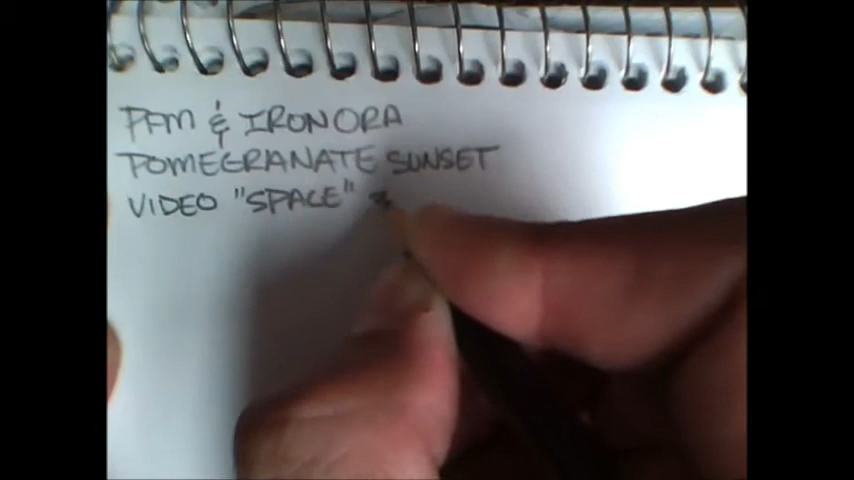 PFM & IRONORA
POMEGRANATE SUNSET
VIDEO "SPACE"